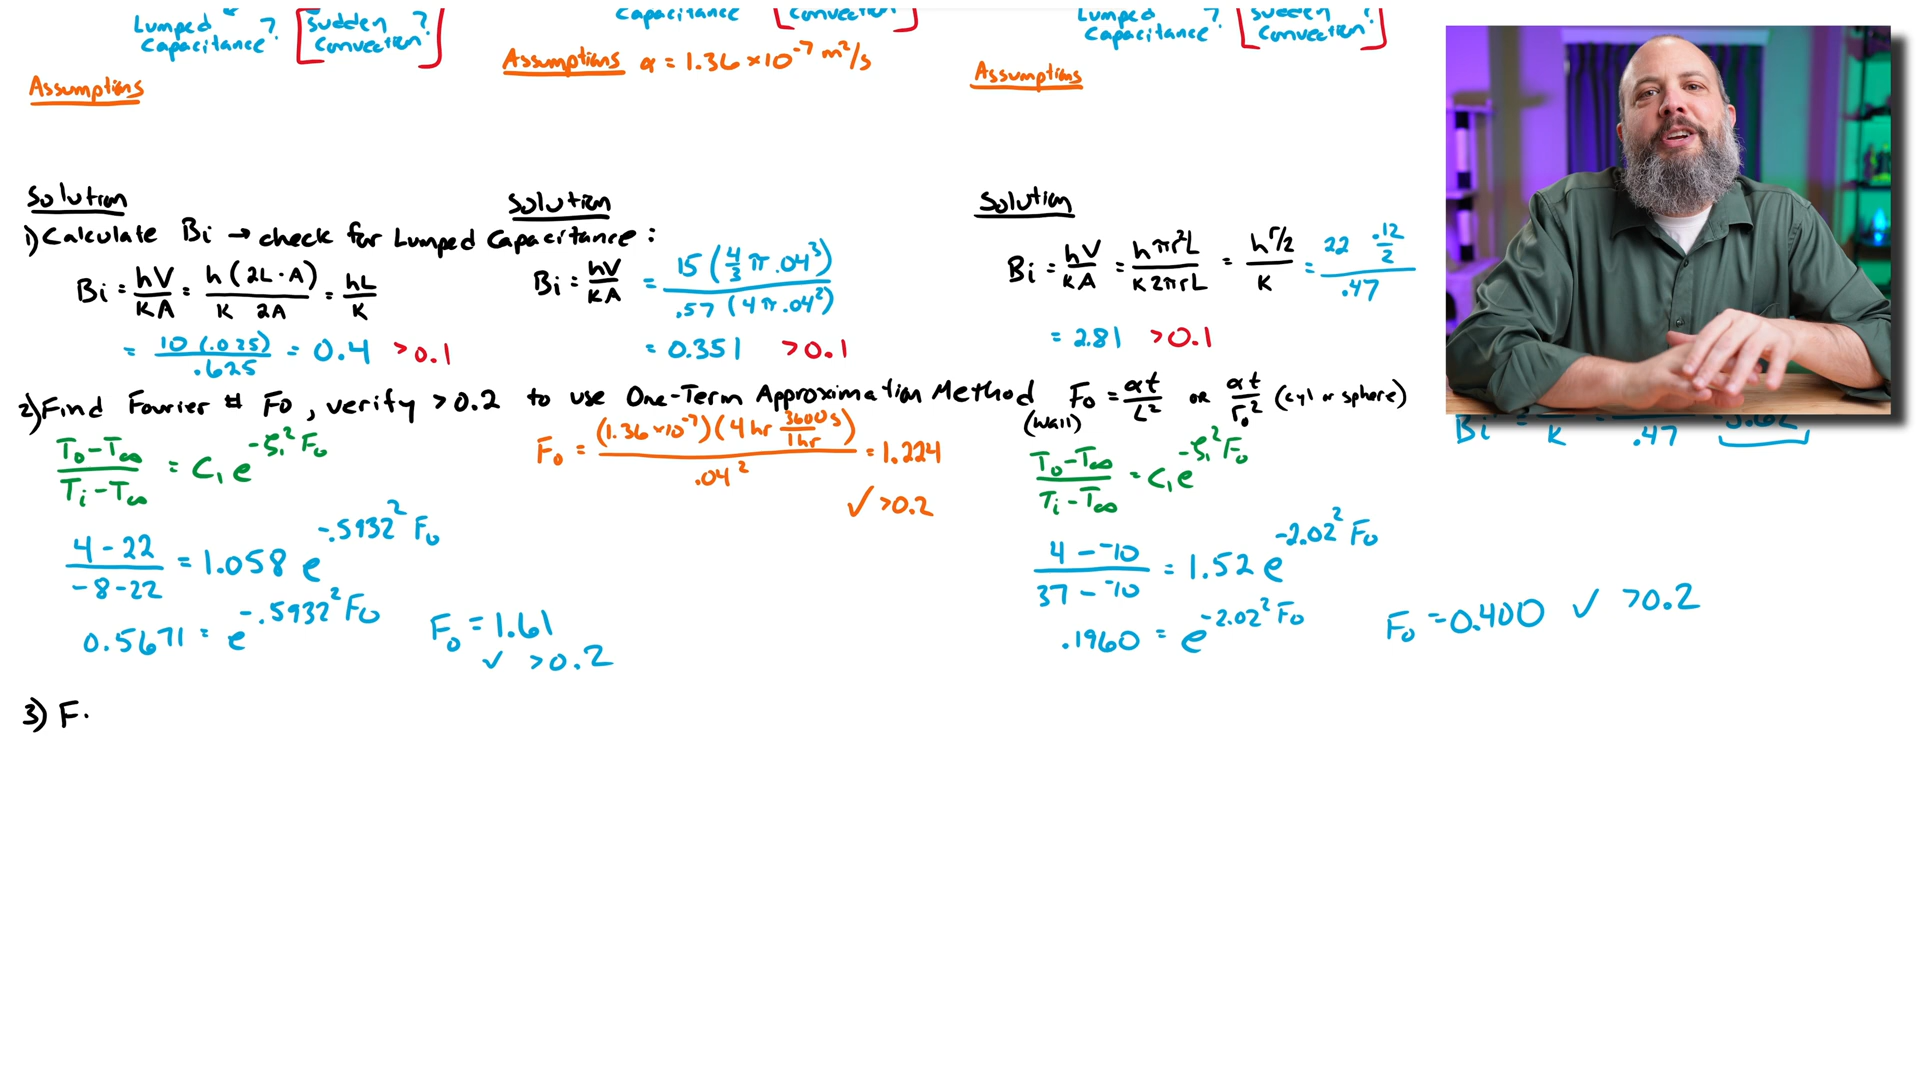 Lumped Capacitance? [Sudden Convection?]
Capacitance [Convection]
Lumped Capacitance? [Sudden Convection?]
Assumptions
Assumptions α = 1.36 ×10⁻⁷ m²/s
Assumptions
Solution
Solution
Solution
1) Calculate Bi → check for Lumped Capacitance:
Bi = hV/kA = h(2L·A)/k 2A = hL/k
= 10(.025)/.625 = 0.4 >0.1
Bi = hV/kA = 15(4/3 π .04³)/.57(4π .04²)
= 0.351 >0.1
Bi = hV/kA = hπr²L/k2πrL = h r/2/k = 22 .12/2/.47
= 2.81 >0.1
2) Find Fourier # Fo, verify >0.2 to use One-Term Approximation Method Fo = αt/L² or αt/r₀² (cyl or sphere)
(wall)
To-T∞/Ti-T∞ = C₁e^-ζ₁²Fo
4-22/-8-22 = 1.058 e^-.5932² Fo
0.5671 = e^-.5932² Fo
Fo = 1.61
✓ >0.2
Fo = (1.36×10⁻⁷)(4hr 3600s/1hr)/.04² = 1.224
✓ >0.2
To-T∞/Ti-T∞ = C₁e^-ζ₁²Fo
4--10/37--10 = 1.52 e^-2.02² Fo
.1960 = e^-2.02² Fo
Fo = 0.400 ✓ >0.2
Bi = k .47
3) F.